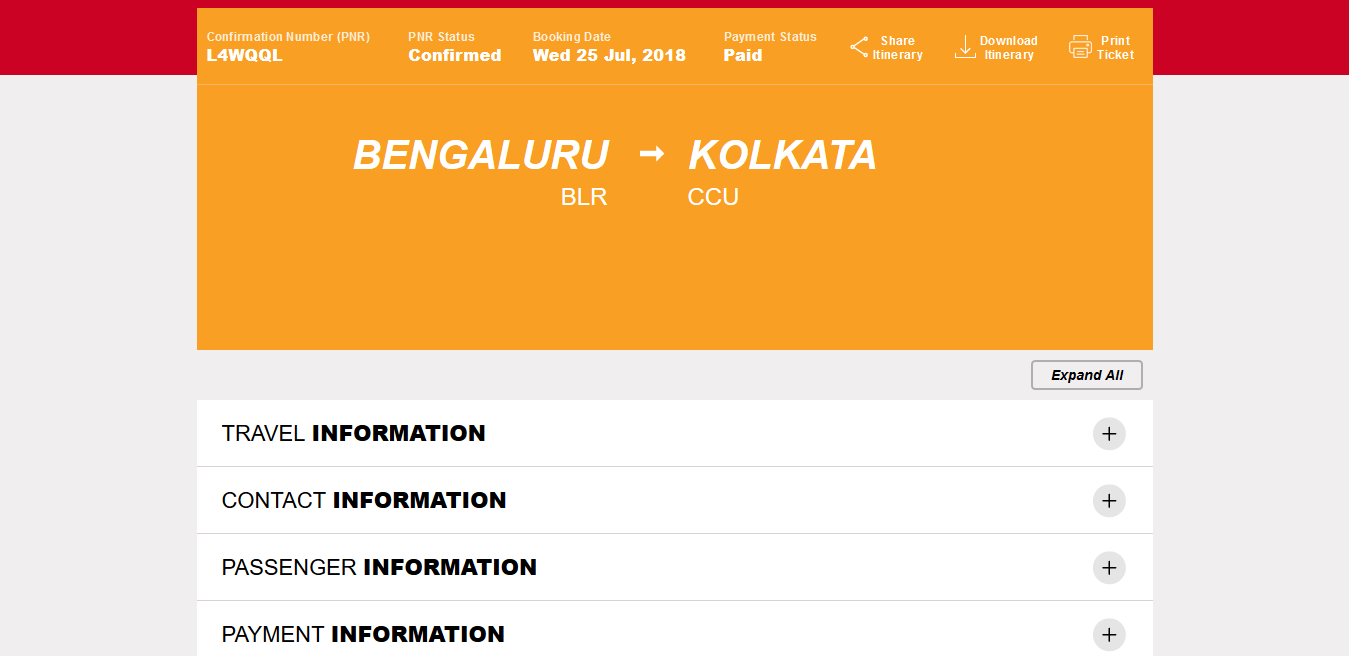 Confirmation Number (PNR)
L4WQQL
PNR Status
Confirmed
Booking Date
Wed 25 Jul, 2018
Payment Status
Paid
Share
Itinerary
Download
Itinerary
Print
Ticket
BENGALURU
BLR
KOLKATA
CCU
Expand All
TRAVEL INFORMATION
CONTACT INFORMATION
PASSENGER INFORMATION
PAYMENT INFORMATION